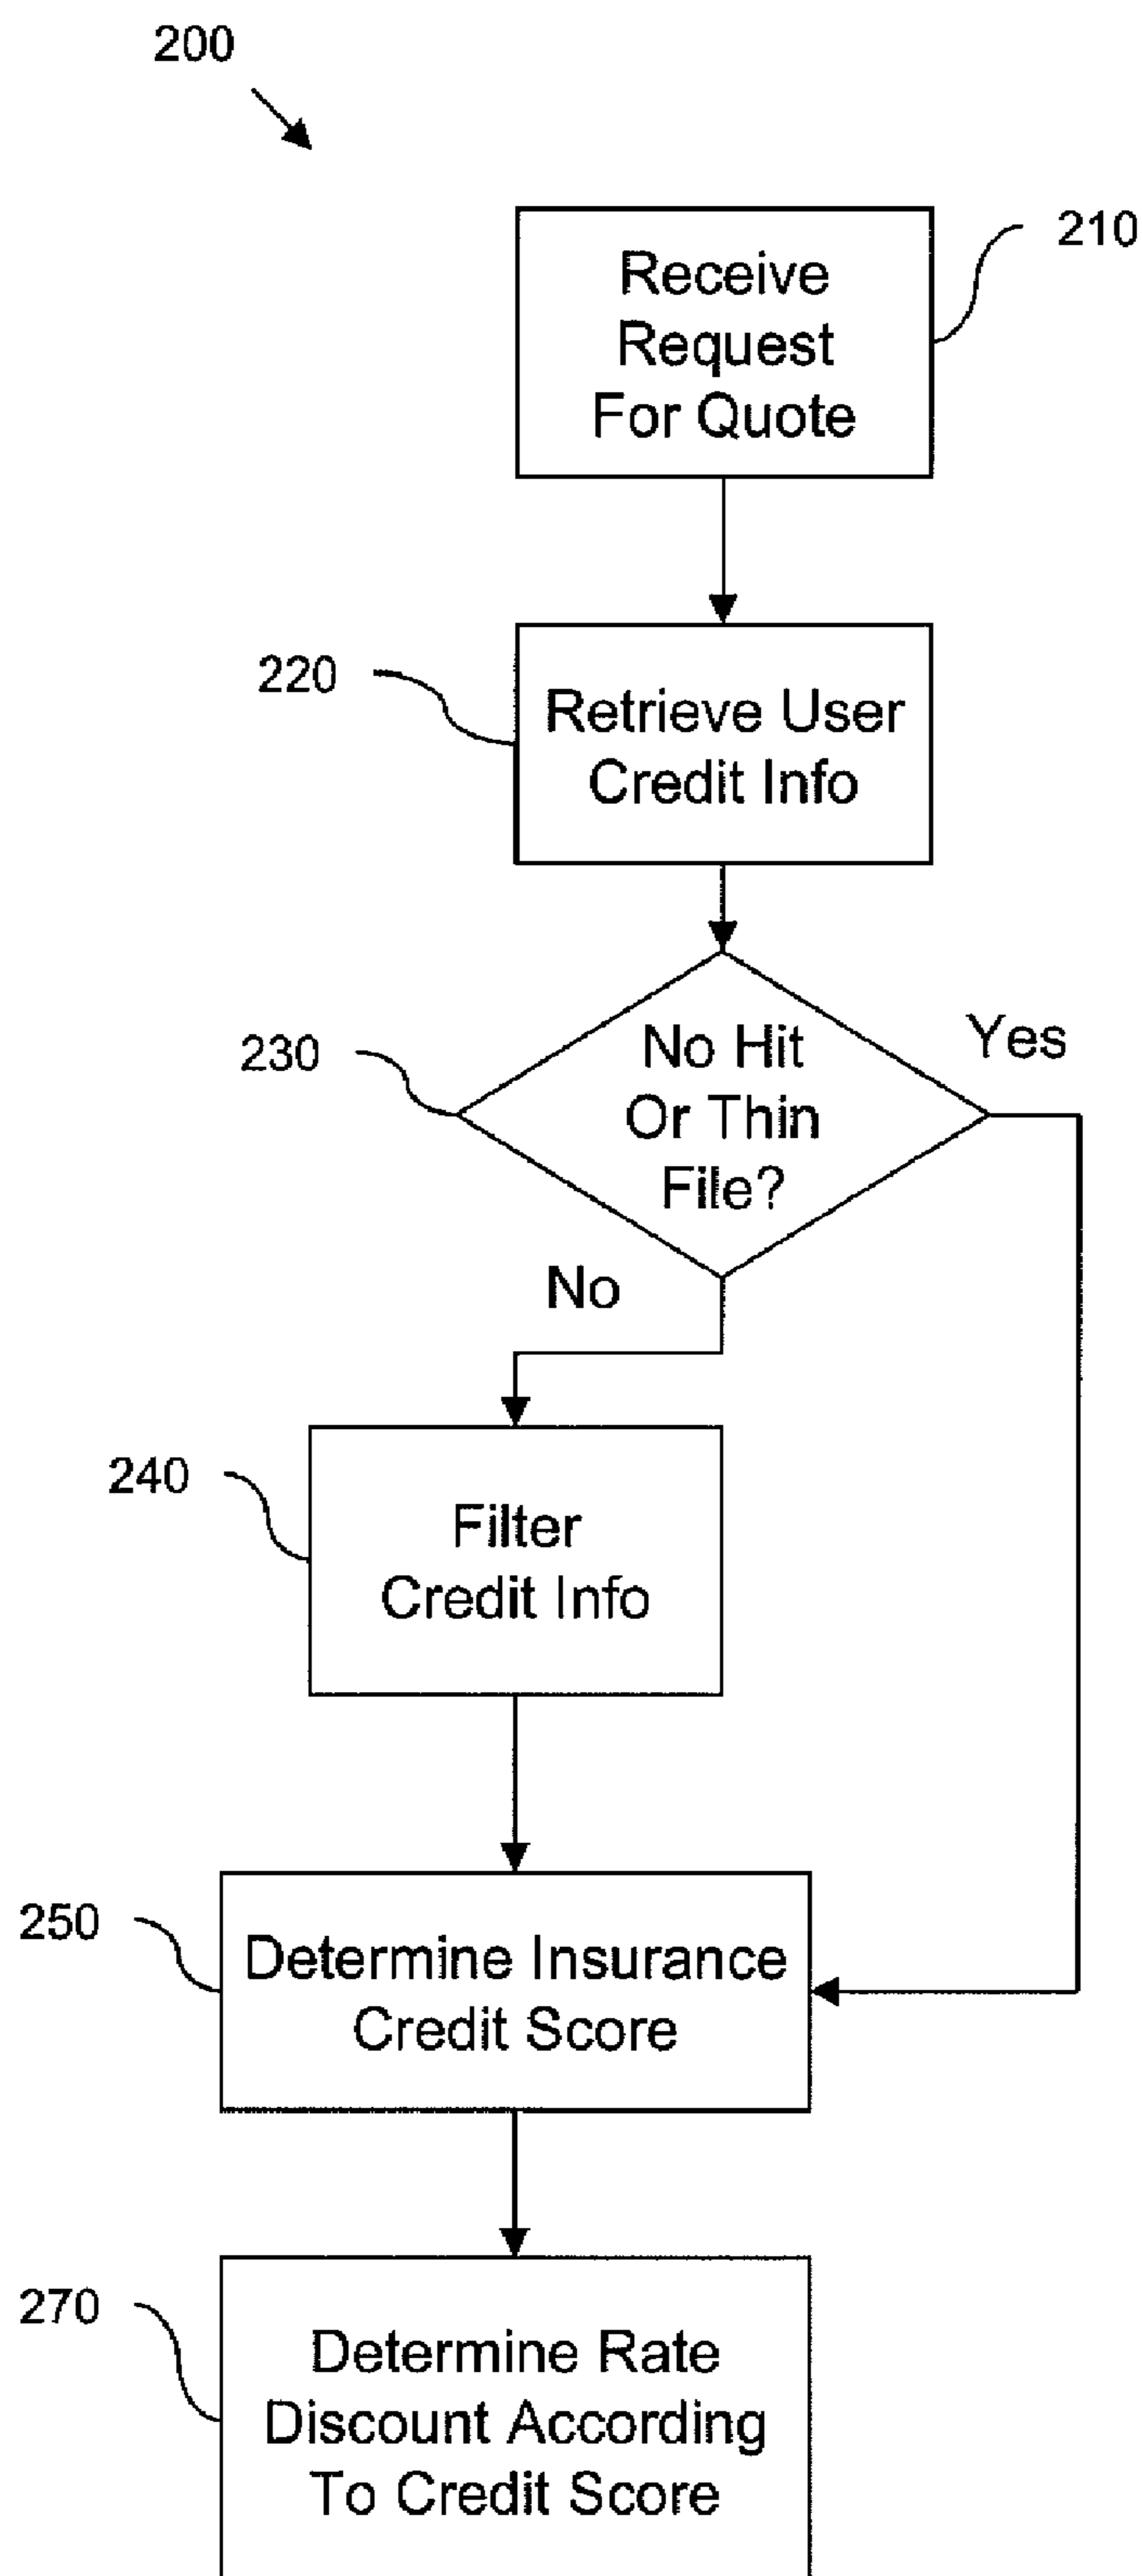 200
210
Receive
Request
For Quote
220
Retrieve User
Credit Info
230
No Hit
Or Thin
File?
Yes
No
240
Filter
Credit Info
250
Determine Insurance
Credit Score
270
Determine Rate
Discount According
To Credit Score